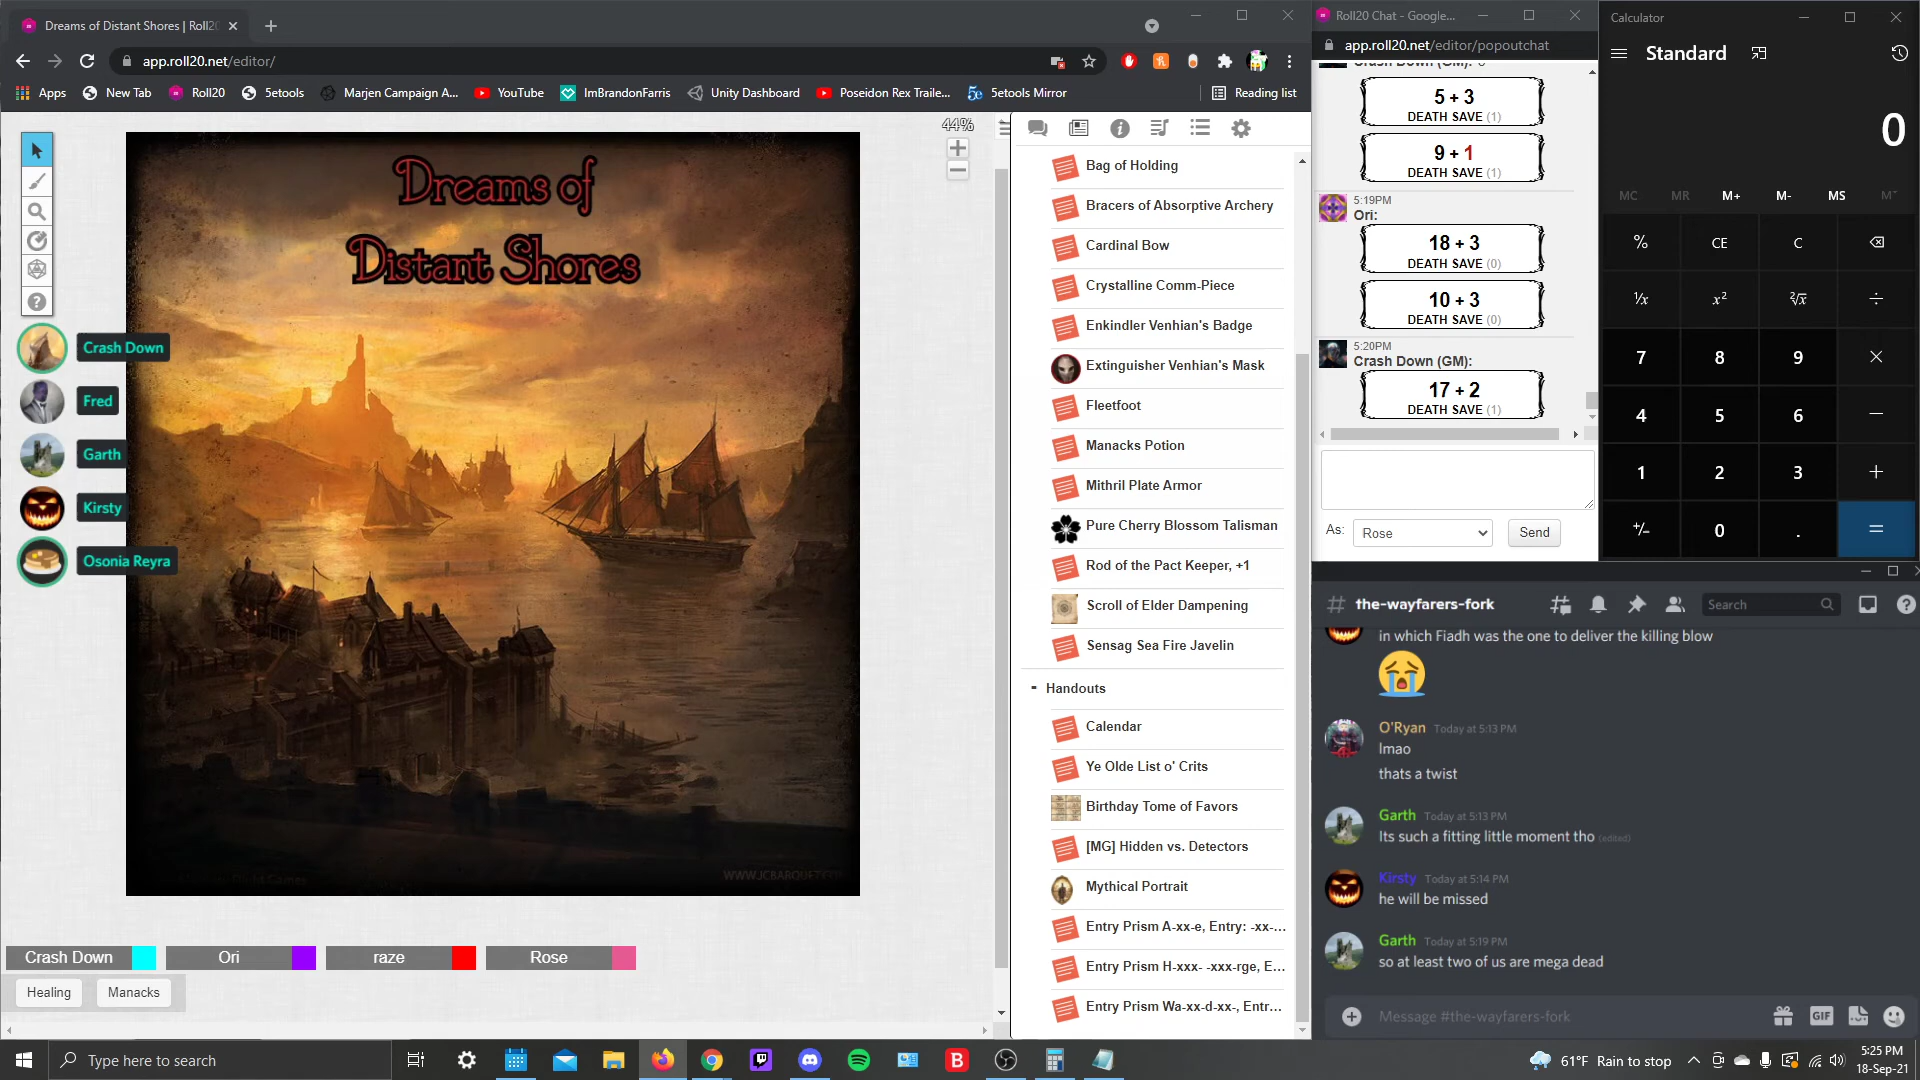 Dreams of Distant Shores | Roll20
app.roll20.net/editor/
Apps
New Tab
Roll20
5etools
Marjen Campaign A...
YouTube
ImBrandonFarris
Unity Dashboard
Poseidon Rex Traile...
5etools Mirror
Reading list
44%
Dreams of
Distant Shores
Crash Down
Fred
Garth
Kirsty
Osonia Reyra
Crash Down
Ori
raze
Rose
Healing
Manacks
Bag of Holding
Bracers of Absorptive Archery
Cardinal Bow
Crystalline Comm-Piece
Enkindler Venhian's Badge
Extinguisher Venhian's Mask
Fleetfoot
Manacks Potion
Mithril Plate Armor
Pure Cherry Blossom Talisman
Rod of the Pact Keeper, +1
Scroll of Elder Dampening
Sensag Sea Fire Javelin
- Handouts
Calendar
Ye Olde List o' Crits
Birthday Tome of Favors
[MG] Hidden vs. Detectors
Mythical Portrait
Entry Prism A-xx-e, Entry: -xx-...
Entry Prism H-xxx- -xxx-rge, E...
Entry Prism Wa-xx-d-xx-, Entr...
Roll20 Chat - Google...
app.roll20.net/editor/popoutchat
Crash Down (GM):
5 + 3
DEATH SAVE (1)
9 + 1
DEATH SAVE (1)
5:19PM
Ori:
18 + 3
DEATH SAVE (0)
10 + 3
DEATH SAVE (0)
5:20PM
Crash Down (GM):
17 + 2
DEATH SAVE (1)
As:
Rose
Send
Calculator
Standard
0
MC MR M+ M- MS M
% CE C
¹/x x² ²√x ÷
7 8 9 ×
4 5 6 −
1 2 3 +
+/- 0 . =
# the-wayfarers-fork
Search
in which Fiadh was the one to deliver the killing blow
O'Ryan Today at 5:13 PM
lmao
thats a twist
Garth Today at 5:13 PM
Its such a fitting little moment tho (edited)
Kirsty Today at 5:14 PM
he will be missed
Garth Today at 5:19 PM
so at least two of us are mega dead
Message #the-wayfarers-fork
GIF
Type here to search
61°F Rain to stop
5:25 PM
18-Sep-21